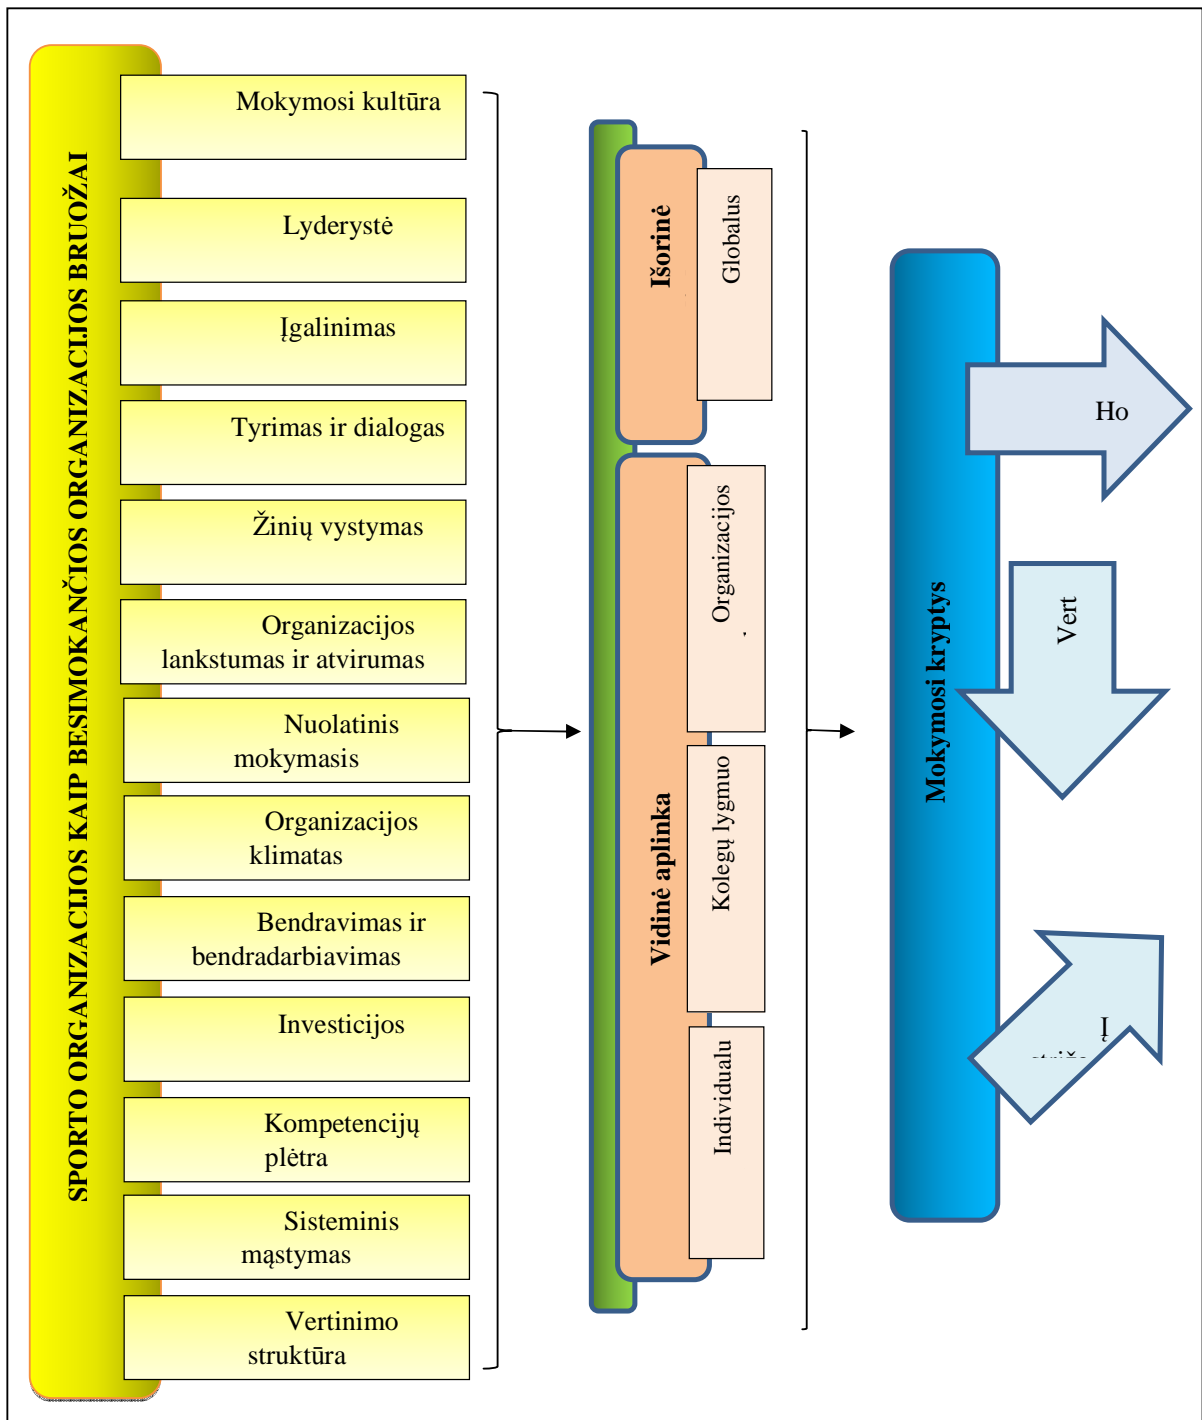 SPORTO ORGANIZACIJOS KAIP BESIMOKANČIOS ORGANIZACIJOS BRUOŽAI
Mokymosi kultūra
Lyderystė
Įgalinimas
Tyrimas ir dialogas
Žinių vystymas
Organizacijos
lankstumas ir atvirumas
Nuolatinis
mokymasis
Organizacijos
klimatas
Bendravimas ir
bendradarbiavimas
Investicijos
Kompetencijų
plėtra
Sisteminis
mąstymas
Vertinimo
struktūra
Išorinė
Globalus
Vidinė aplinka
Organizacijos
Kolegų lygmuo
Individualu
Mokymosi kryptys
Ho
Vert
Į